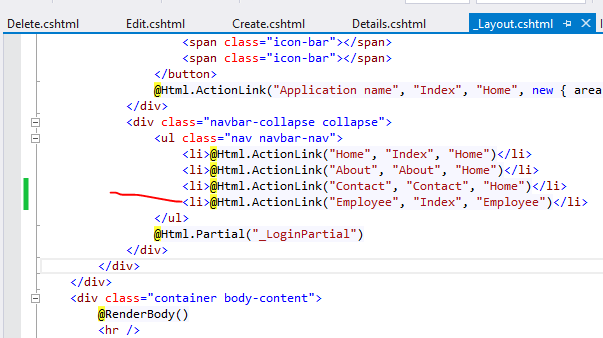 Delete.cshtml Edit.cshtml Create.cshtml Details.cshtml _Layout.cshtml
<span class="icon-bar"></span>
<span class="icon-bar"></span>
</button>
@Html.ActionLink("Application name", "Index", "Home", new { area
</div>
<div class="navbar-collapse collapse">
<ul class="nav navbar-nav">
<li>@Html.ActionLink("Home", "Index", "Home")</li>
<li>@Html.ActionLink("About", "About", "Home")</li>
<li>@Html.ActionLink("Contact", "Contact", "Home")</li>
<li>@Html.ActionLink("Employee", "Index", "Employee")</li>
</ul>
@Html.Partial("_LoginPartial")
</div>
</div>
</div>
<div class="container body-content">
@RenderBody()
<hr />